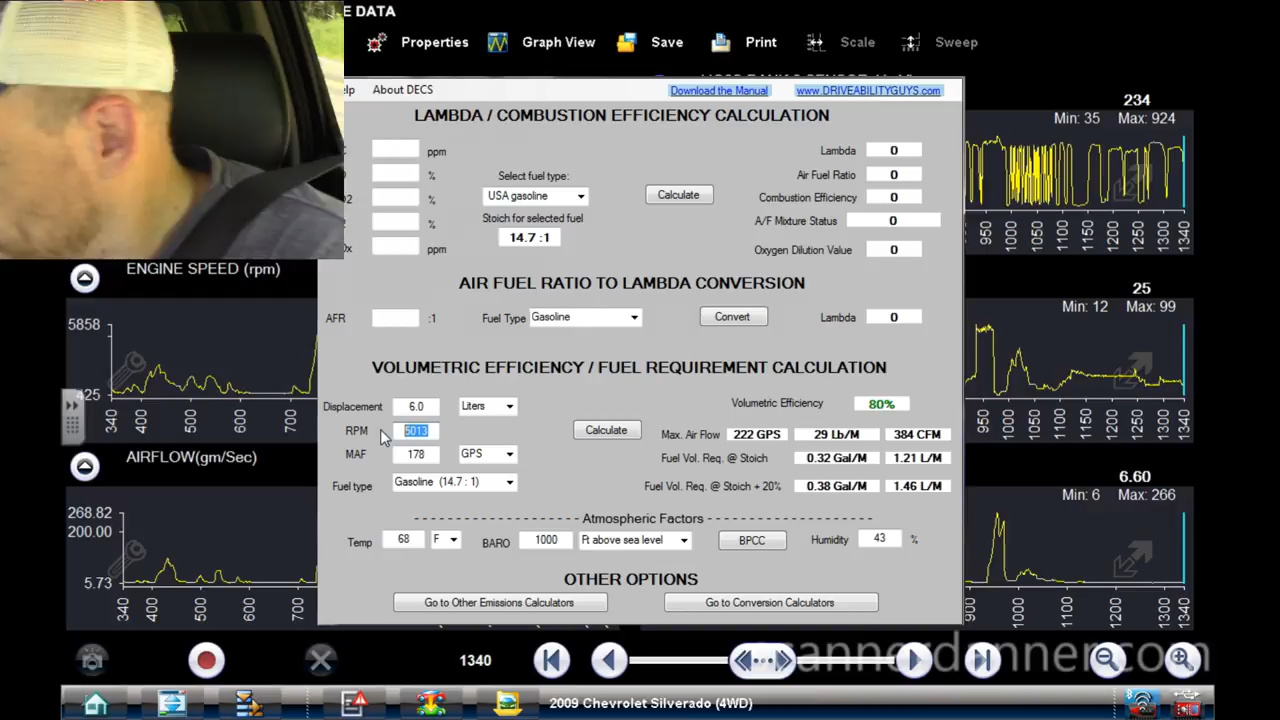 E DATA
Properties
Graph View
Save
Print
Scale
Sweep
elp
About DECS
Download the Manual
www.DRIVEABILITYGUYS.com
LAMBDA / COMBUSTION EFFICIENCY CALCULATION
ppm
%
O2
%
%
Ox
ppm
Select fuel type:
USA gasoline
Stoich for selected fuel
14.7 :1
Calculate
Lambda
0
Air Fuel Ratio
0
Combustion Efficiency
0
A/F Mixture Status
0
Oxygen Dilution Value
0
AIR FUEL RATIO TO LAMBDA CONVERSION
AFR
:1
Fuel Type
Gasoline
Convert
Lambda
0
VOLUMETRIC EFFICIENCY / FUEL REQUIREMENT CALCULATION
Displacement
6.0
Liters
RPM
5013
MAF
178
GPS
Fuel type
Gasoline (14.7 : 1)
Calculate
Volumetric Efficiency
80%
Max. Air Flow
222 GPS
29 Lb/M
384 CFM
Fuel Vol. Req. @ Stoich
0.32 Gal/M
1.21 L/M
Fuel Vol. Req. @ Stoich + 20%
0.38 Gal/M
1.46 L/M
Atmospheric Factors
Temp
68
F
BARO
1000
Ft above sea level
BPCC
Humidity
43
%
OTHER OPTIONS
Go to Other Emissions Calculators
Go to Conversion Calculators
ENGINE SPEED (rpm)
5858
425
340
400
500
600
700
AIRFLOW(gm/Sec)
268.82
200.00
5.73
340
400
500
600
700
234
Min: 35
Max: 924
950
1000
1050
1100
1150
1200
1250
1300
1340
25
Min: 12
Max: 99
950
1000
1050
1100
1150
1200
1250
1300
1340
6.60
Min: 6
Max: 266
950
1000
1050
1100
1150
1200
1250
1300
1340
1340
annerdanner.com
2009 Chevrolet Silverado (4WD)